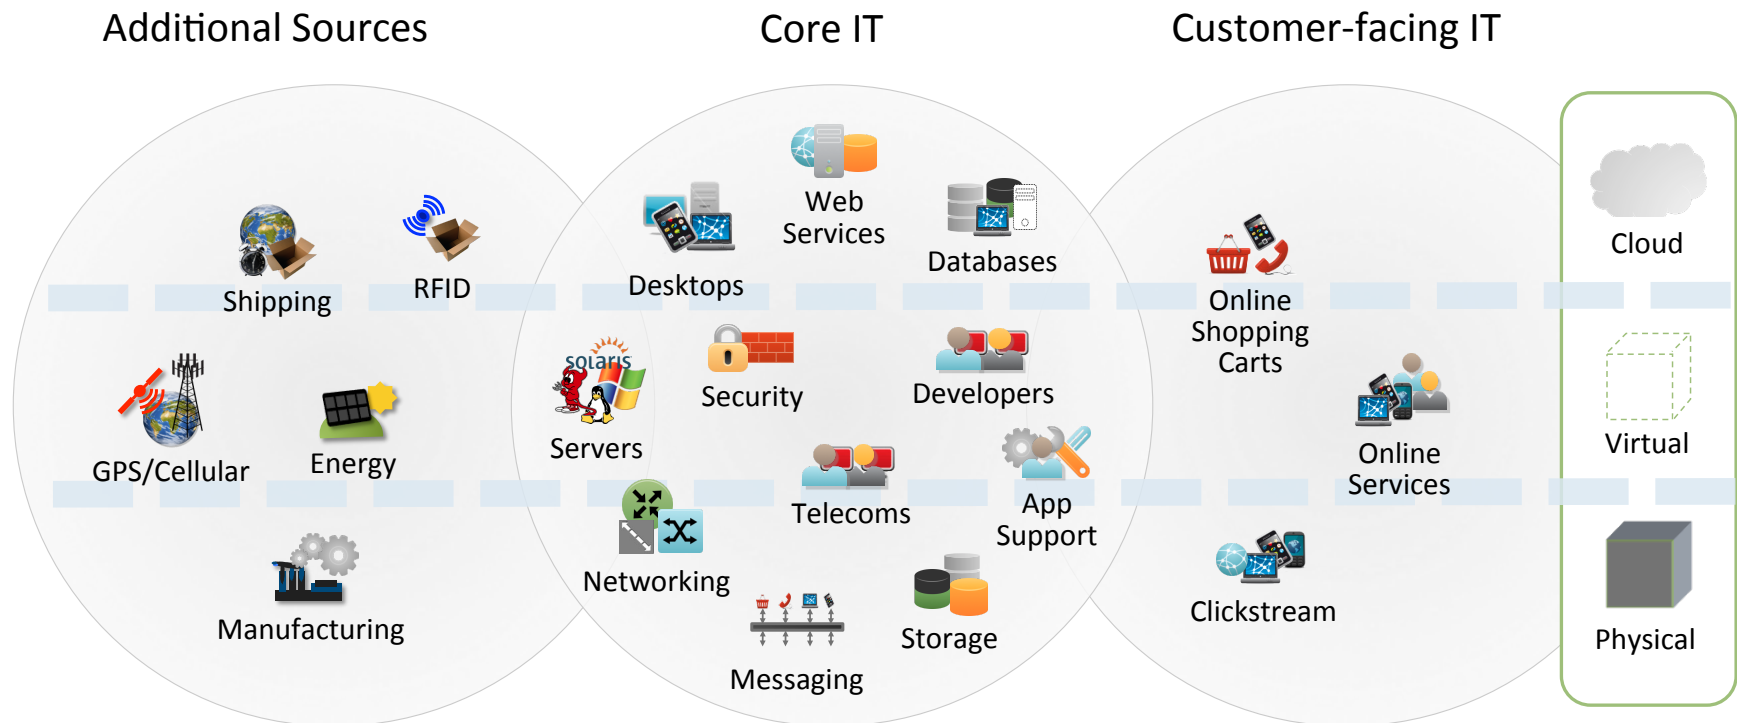 Additional Sources
Core IT
Customer-facing IT
Shipping
RFID
GPS/Cellular
Energy
Manufacturing
Desktops
Web
Services
Databases
solaris
Servers
Security
Developers
Telecoms
App
Support
Networking
Messaging
Storage
Online
Shopping
Carts
Online
Services
Clickstream
Cloud
Virtual
Physical